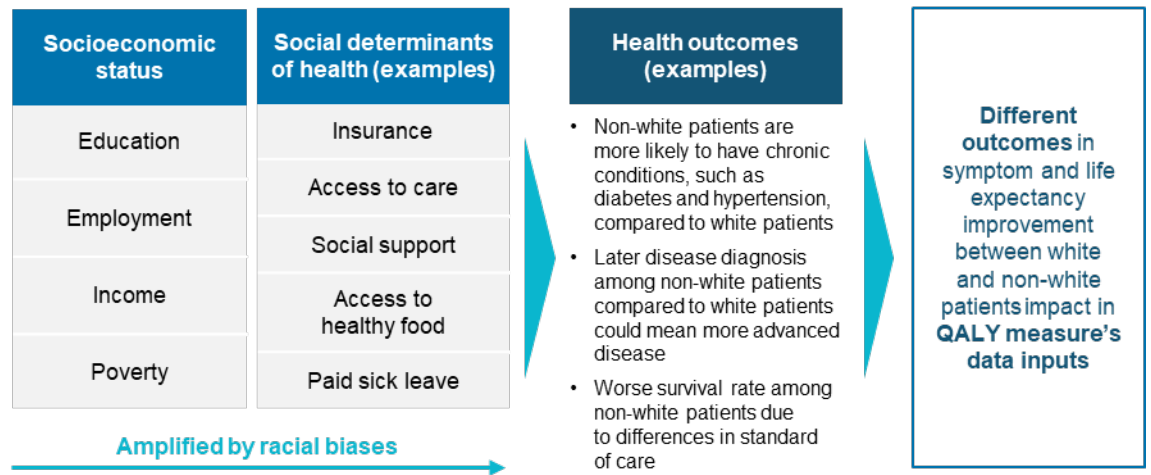 Socioeconomic
status
Education
Employment
Income
Poverty
Social determinants
of health (examples)
Insurance
Access to care
Social support
Access to
healthy food
Paid sick leave
Amplified by racial biases
Health outcomes
(examples)
• Non-white patients are
more likely to have chronic
conditions, such as
diabetes and hypertension,
compared to white patients
• Later disease diagnosis
among non-white patients
compared to white patients
could mean more advanced
disease
• Worse survival rate among
non-white patients due
to differences in standard
of care
Different
outcomes in
symptom and life
expectancy
improvement
between white
and non-white
patients impact in
QALY measure's
data inputs